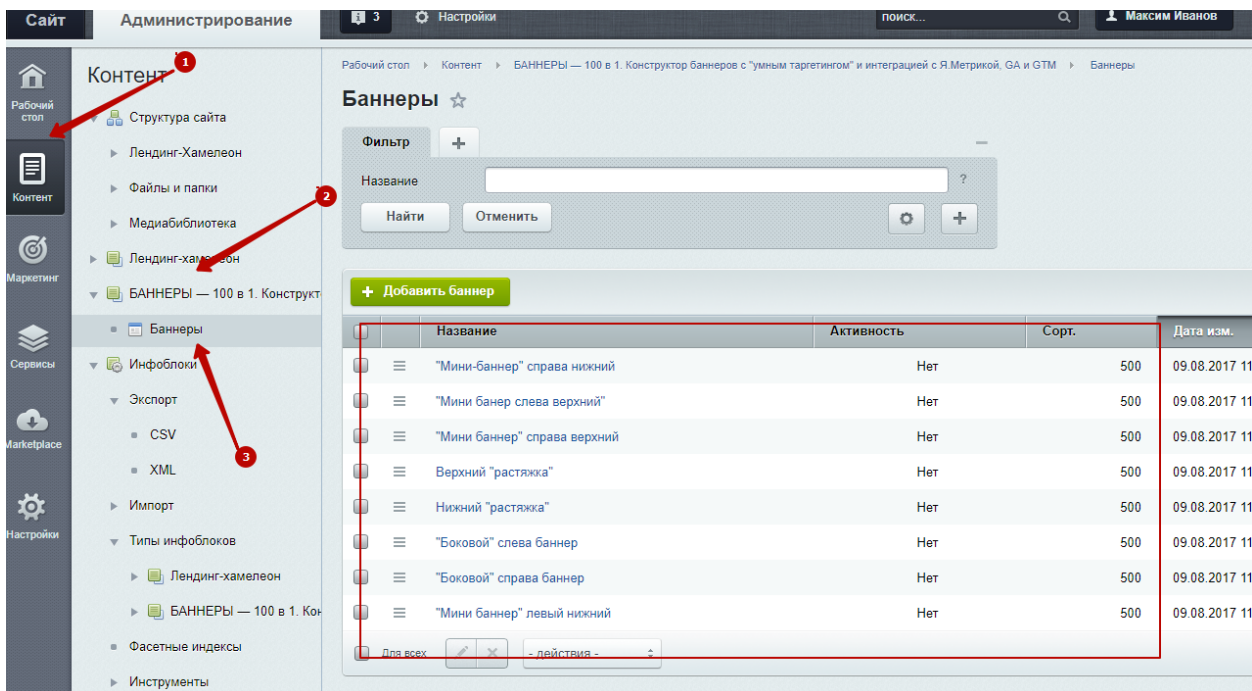 Сайт
Администрирование
3
Настройки
поиск...
Максим Иванов
Рабочий стол
Контент
Маркетинг
Сервисы
Marketplace
Настройки
1
2
3
Контент
Структура сайта
Лендинг-Хамелеон
Файлы и папки
Медиабиблиотека
Лендинг-хамелеон
БАННЕРЫ — 100 в 1. Конструкт
Баннеры
Инфоблоки
Экспорт
CSV
XML
Импорт
Типы инфоблоков
Лендинг-хамелеон
БАННЕРЫ — 100 в 1. Кон
Фасетные индексы
Инструменты
Рабочий стол Контент БАННЕРЫ — 100 в 1. Конструктор баннеров с "умным таргетингом" и интеграцией с Я.Метрикой, GA и GTM Баннеры
Баннеры
Фильтр
Название
?
Найти Отменить
Добавить баннер
Название Активность Сорт. Дата изм.
"Мини-баннер" справа нижний Нет 500 09.08.2017 11
"Мини банер слева верхний" Нет 500 09.08.2017 11
"Мини баннер" справа верхний Нет 500 09.08.2017 11
Верхний "растяжка" Нет 500 09.08.2017 11
Нижний "растяжка" Нет 500 09.08.2017 11
"Боковой" слева баннер Нет 500 09.08.2017 11
"Боковой" справа баннер Нет 500 09.08.2017 11
"Мини баннер" левый нижний Нет 500 09.08.2017 11
Для всех - действия -